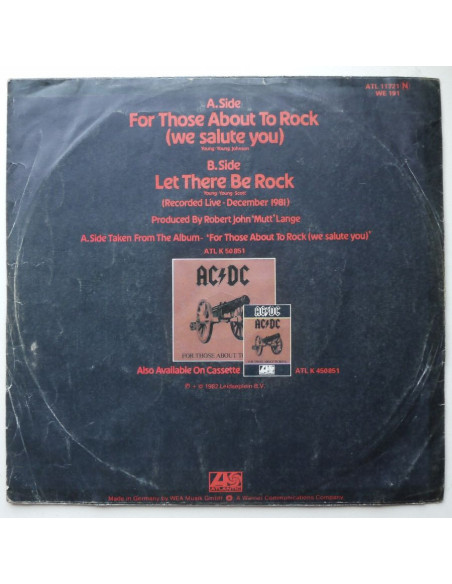 ATL 11721 N
WE 191
A.Side
For Those About To Rock
(we salute you)
Young · Young · Johnson
B.Side
Let There Be Rock
Young · Young · Scott
(Recorded Live - December 1981)
Produced By Robert John "Mutt" Lange
A.Side Taken From The Album - "For Those About To Rock (we salute you)"
ATL K 50851
AC/DC
FOR THOSE ABOUT
AC/DC
AC/DC
Also Available On Cassette
ATL K 450851
℗ + © 1982 Leidseplein B.V.
ATLANTIC
Made in Germany by WEA Musik GmbH A Warner Communications Company